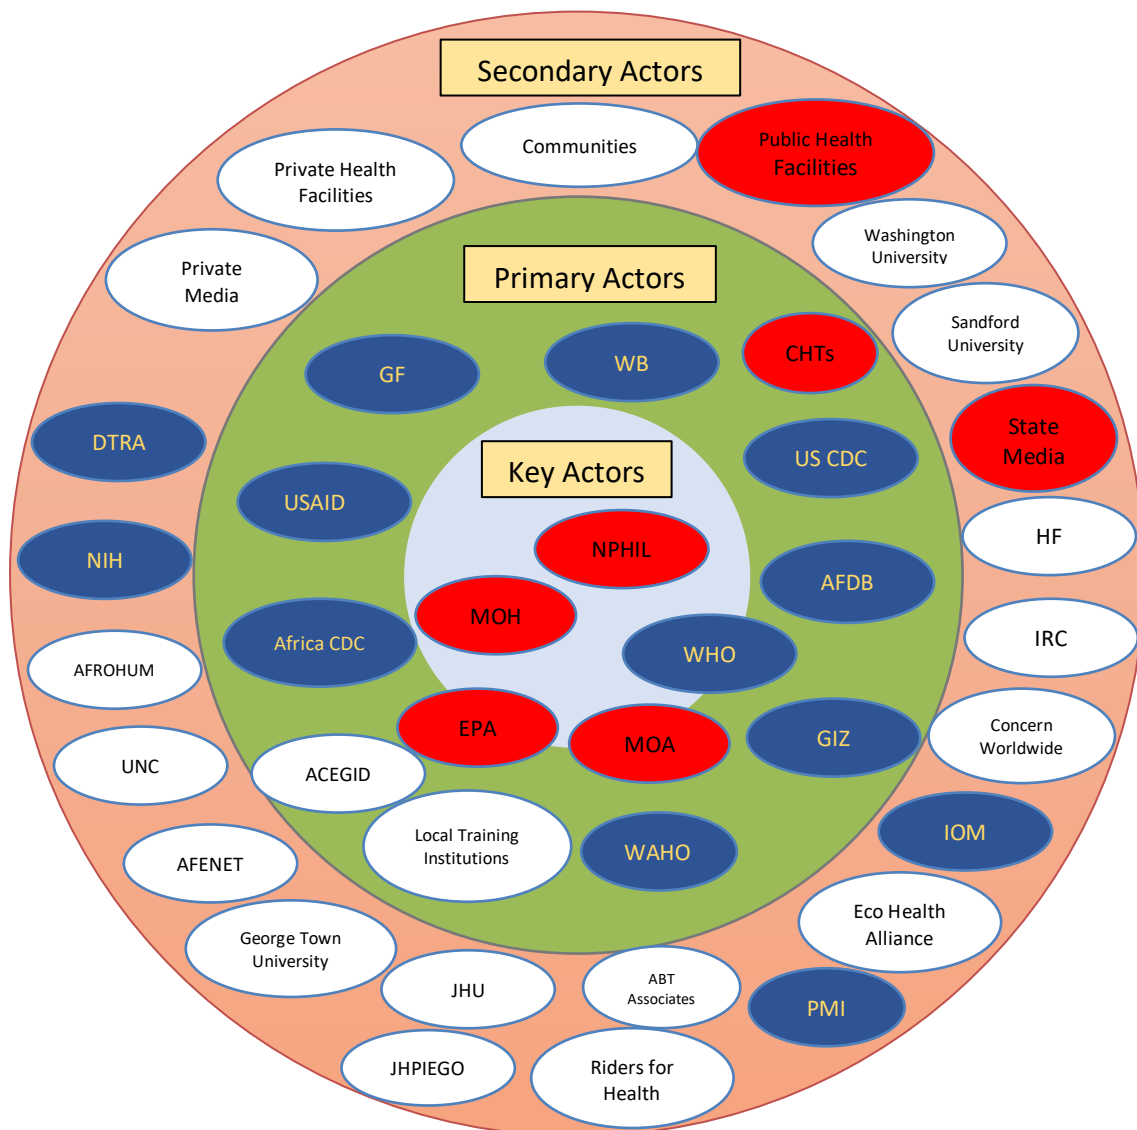 Secondary Actors
Communities
Public Health
Facilities
Private Health
Facilities
Washington
University
Private
Media
Primary Actors
Sandford
University
GF
WB
CHTs
State
Media
DTRA
US CDC
Key Actors
USAID
HF
NPHIL
NIH
AFDB
MOH
Africa CDC
WHO
IRC
AFROHUM
EPA
MOA
GIZ
Concern
Worldwide
UNC
ACEGID
Local Training
Institutions
WAHO
IOM
AFENET
Eco Health
Alliance
George Town
University
JHU
ABT
Associates
PMI
JHPIEGO
Riders for
Health